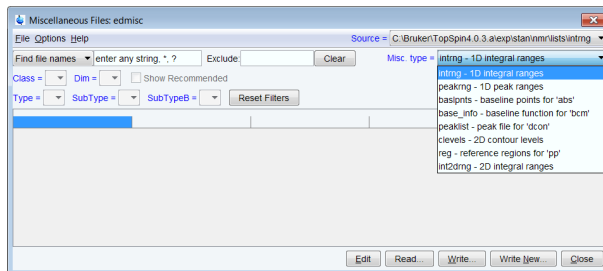 Miscellaneous Files: edmisc
File Options Help
Source = C:\Bruker\TopSpin4.0.3.a\exp\stan\nmr\lists\intrng
Find file names enter any string, *, ? Exclude: Clear Misc. type = intrng - 1D integral ranges
intrng - 1D integral ranges
peakrng - 1D peak ranges
baslpnts - baseline points for 'abs'
base_info - baseline function for 'bcm'
peaklist - peak file for 'dcon'
clevels - 2D contour levels
reg - reference regions for 'pp'
int2drng - 2D integral ranges
Class = Dim = Show Recommended
Type = SubType = SubTypeB = Reset Filters
Edit Read... Write... Write New... Close